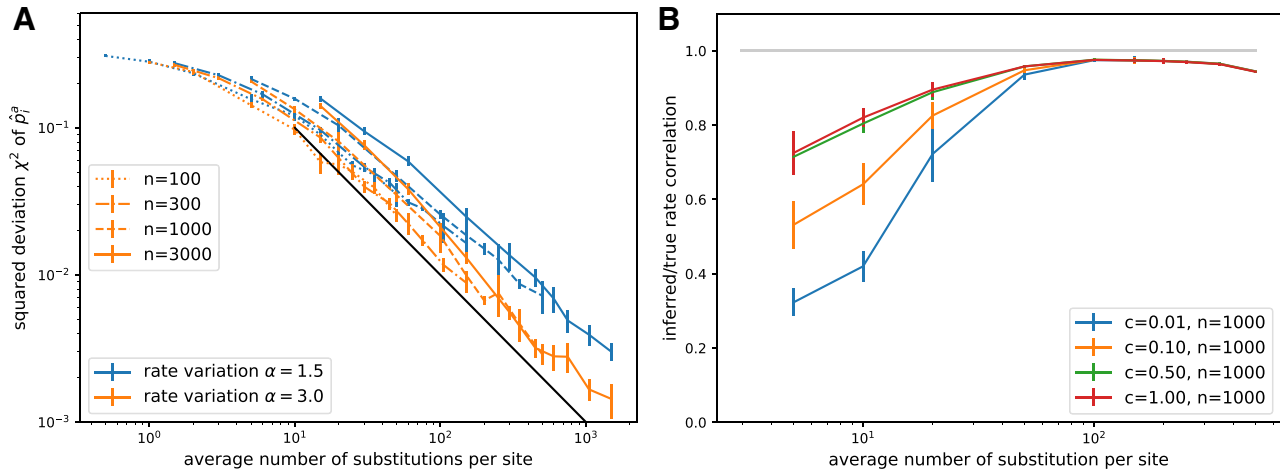 A
squared deviation χ² of p̂ᵢᵃ
10⁻¹
10⁻²
10⁻³
n=100
n=300
n=1000
n=3000
rate variation α = 1.5
rate variation α = 3.0
10⁰
10¹
10²
10³
average number of substitutions per site
B
inferred/true rate correlation
1.0
0.8
0.6
0.4
0.2
0.0
c=0.01, n=1000
c=0.10, n=1000
c=0.50, n=1000
c=1.00, n=1000
10¹
10²
average number of substitution per site